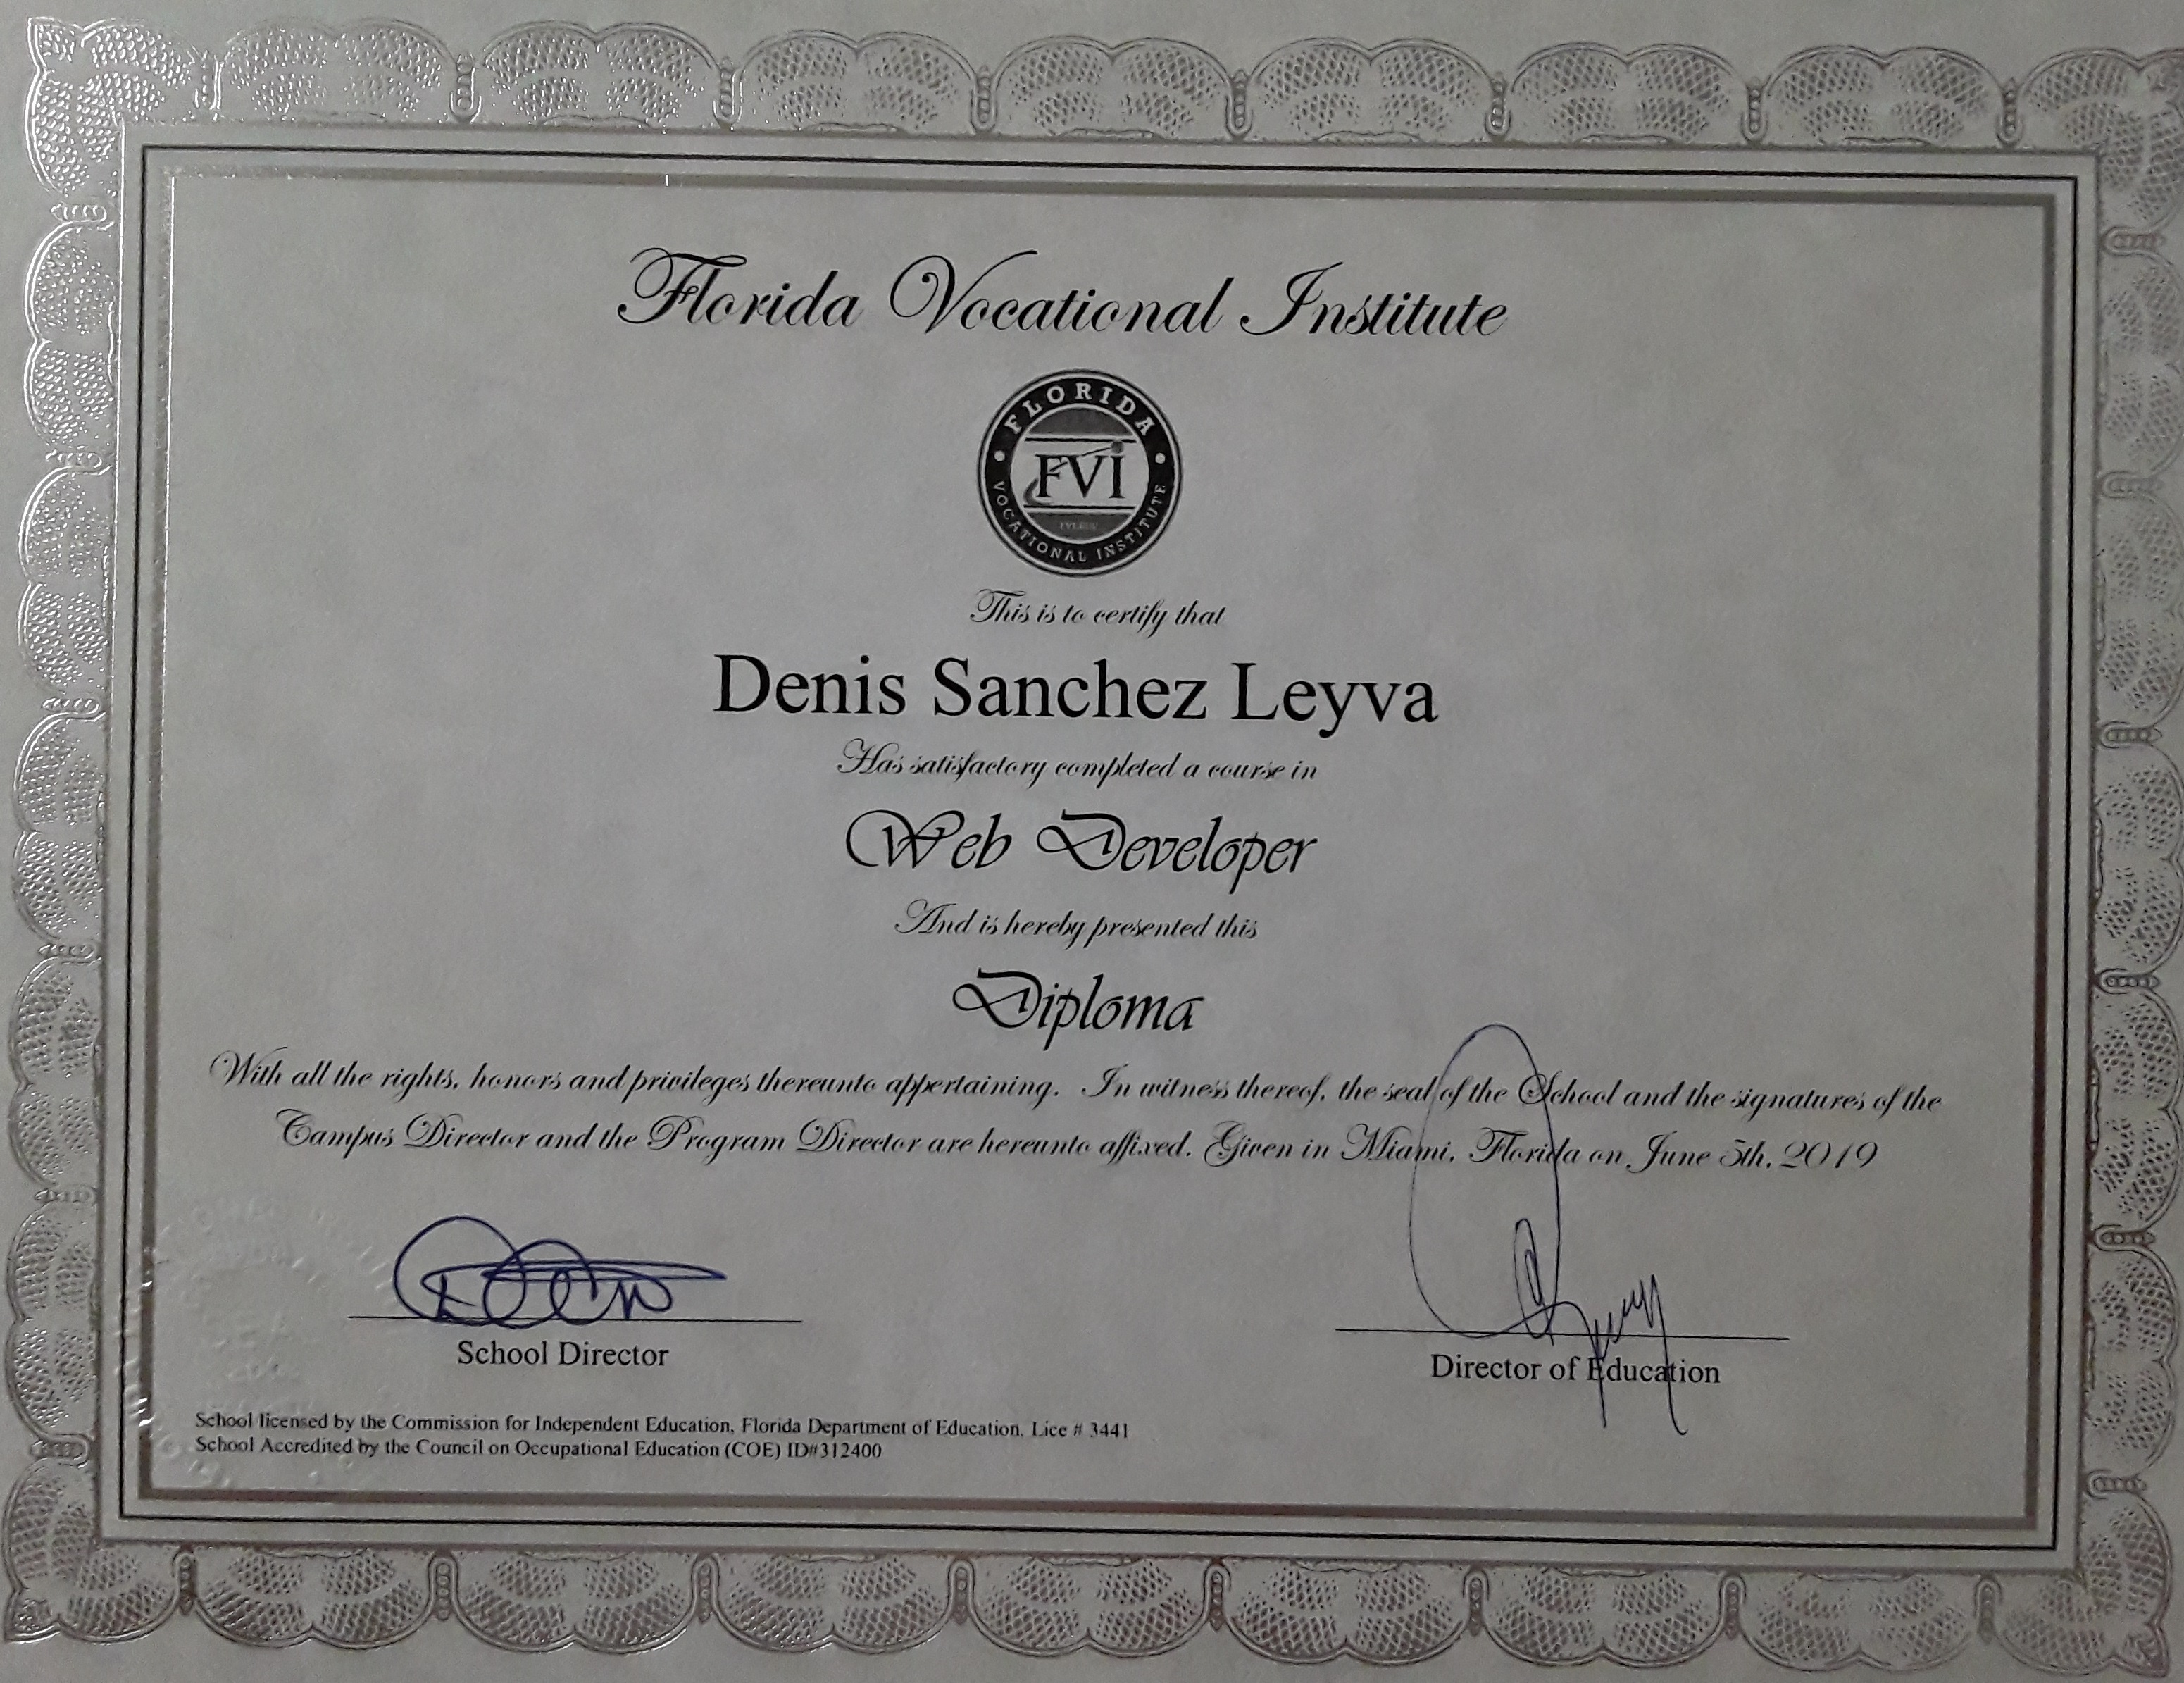 Florida Vocational Institute
FLORIDA
FVi
FVI.EDU
VOCATIONAL INSTITUTE
This is to certify that
Denis Sanchez Leyva
Has satisfactory completed a course in
Web Developer
And is hereby presented this
Diploma
With all the rights, honors and privileges thereunto appertaining. In witness thereof, the seal of the School and the signatures of the
Campus Director and the Program Director are hereunto affixed. Given in Miami, Florida on June 5th, 2019
School Director
Director of Education
School licensed by the Commission for Independent Education, Florida Department of Education, Lice # 3441
School Accredited by the Council on Occupational Education (COE) ID#312400